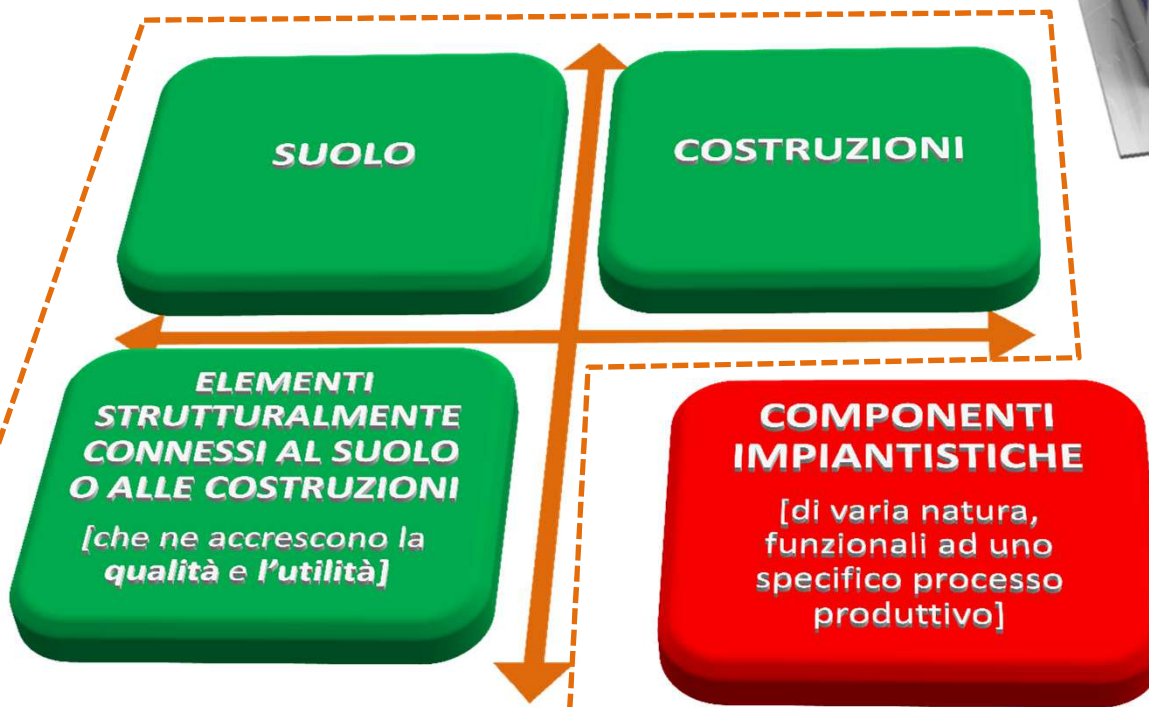 SUOLO
COSTRUZIONI
ELEMENTI
STRUTTURALMENTE
CONNESSI AL SUOLO
O ALLE COSTRUZIONI
[che ne accrescono la
qualità e l’utilità]
COMPONENTI
IMPIANTISTICHE
[di varia natura,
funzionali ad uno
specifico processo
produttivo]